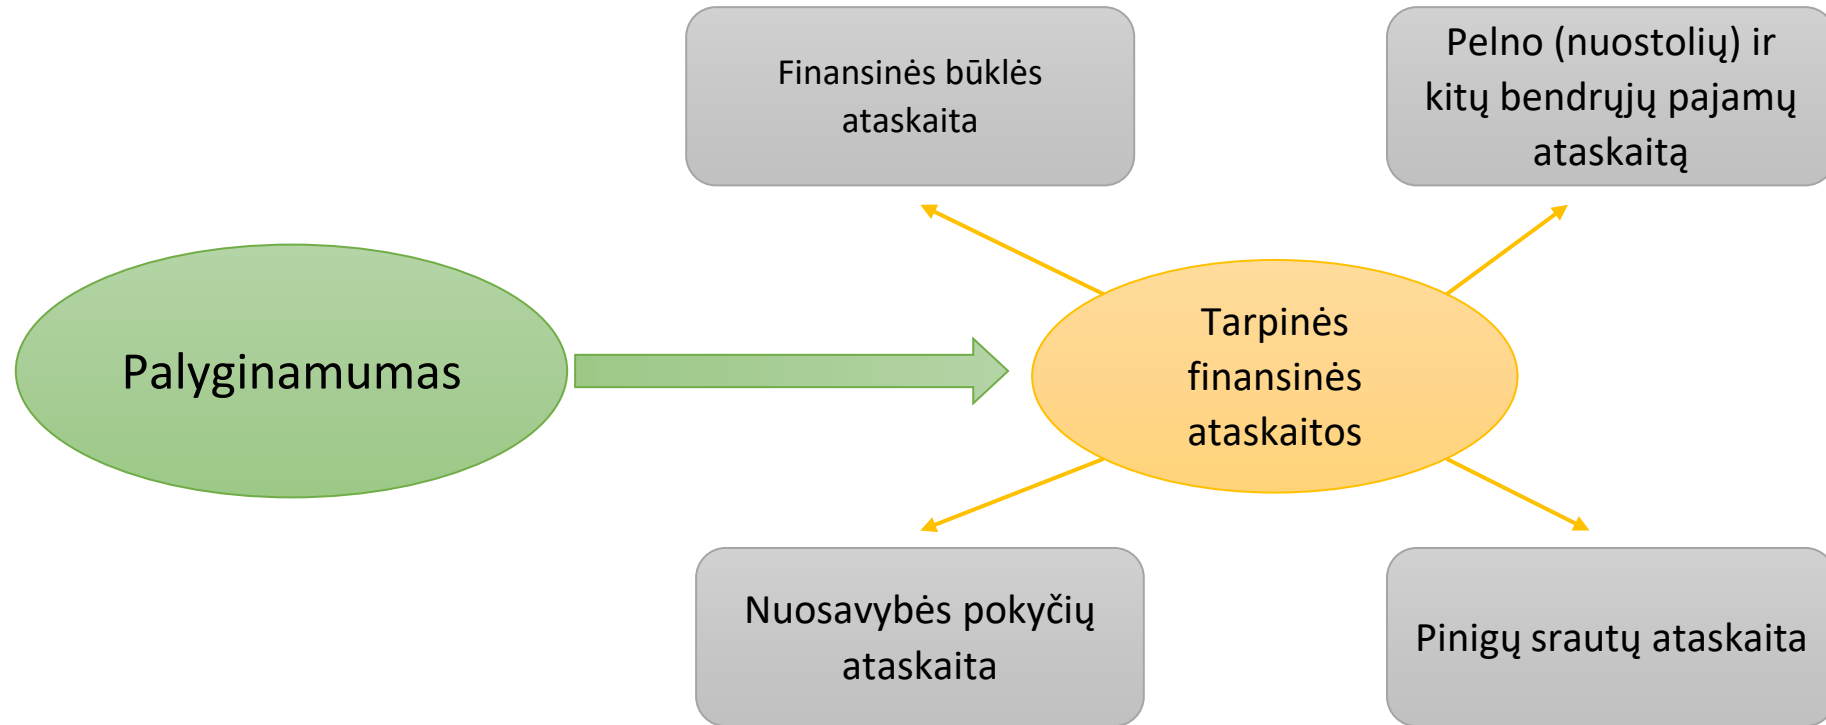 Finansinės būklės
ataskaita
Pelno (nuostolių) ir
kitų bendrųjų pajamų
ataskaitą
Palyginamumas
Tarpinės
finansinės
ataskaitos
Nuosavybės pokyčių
ataskaita
Pinigų srautų ataskaita